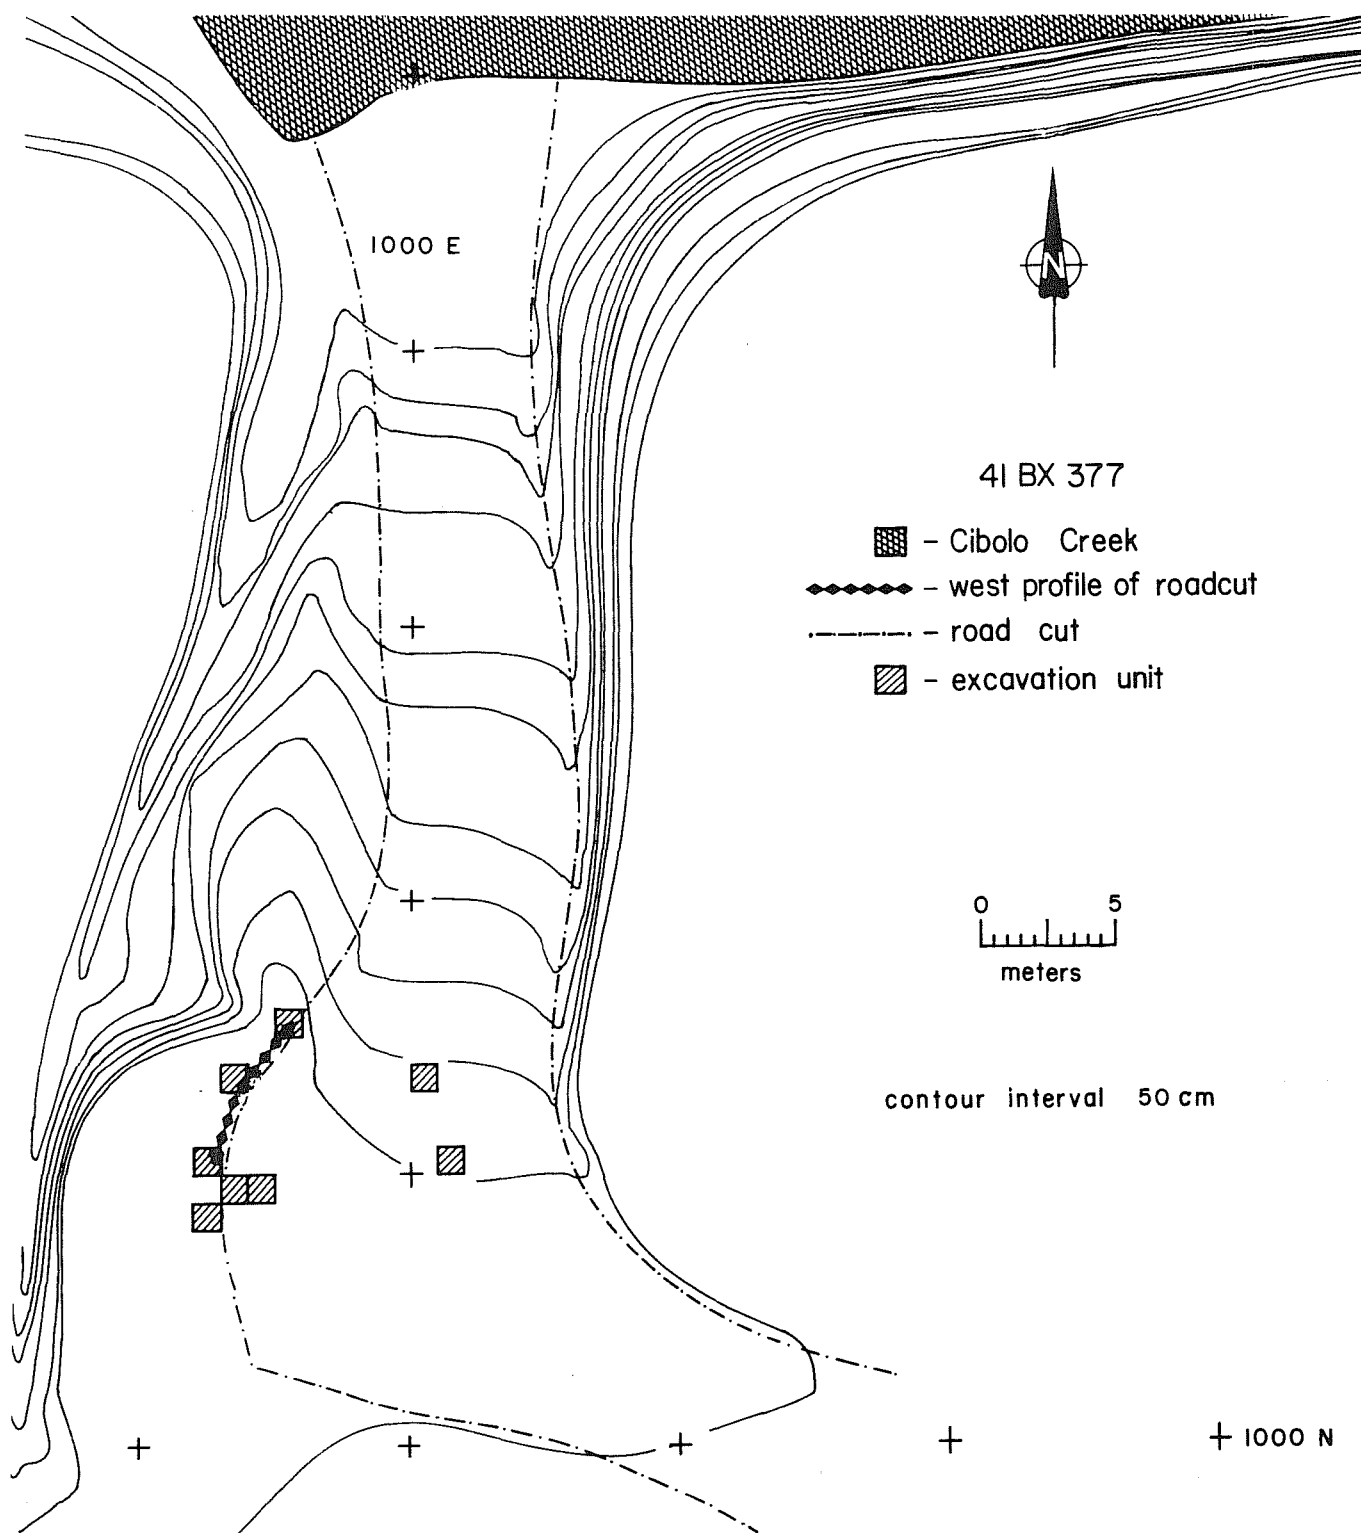 1000 E
N
41 BX 377
- Cibolo Creek
- west profile of roadcut
- road cut
- excavation unit
0 5
meters
contour interval 50 cm
1000 N